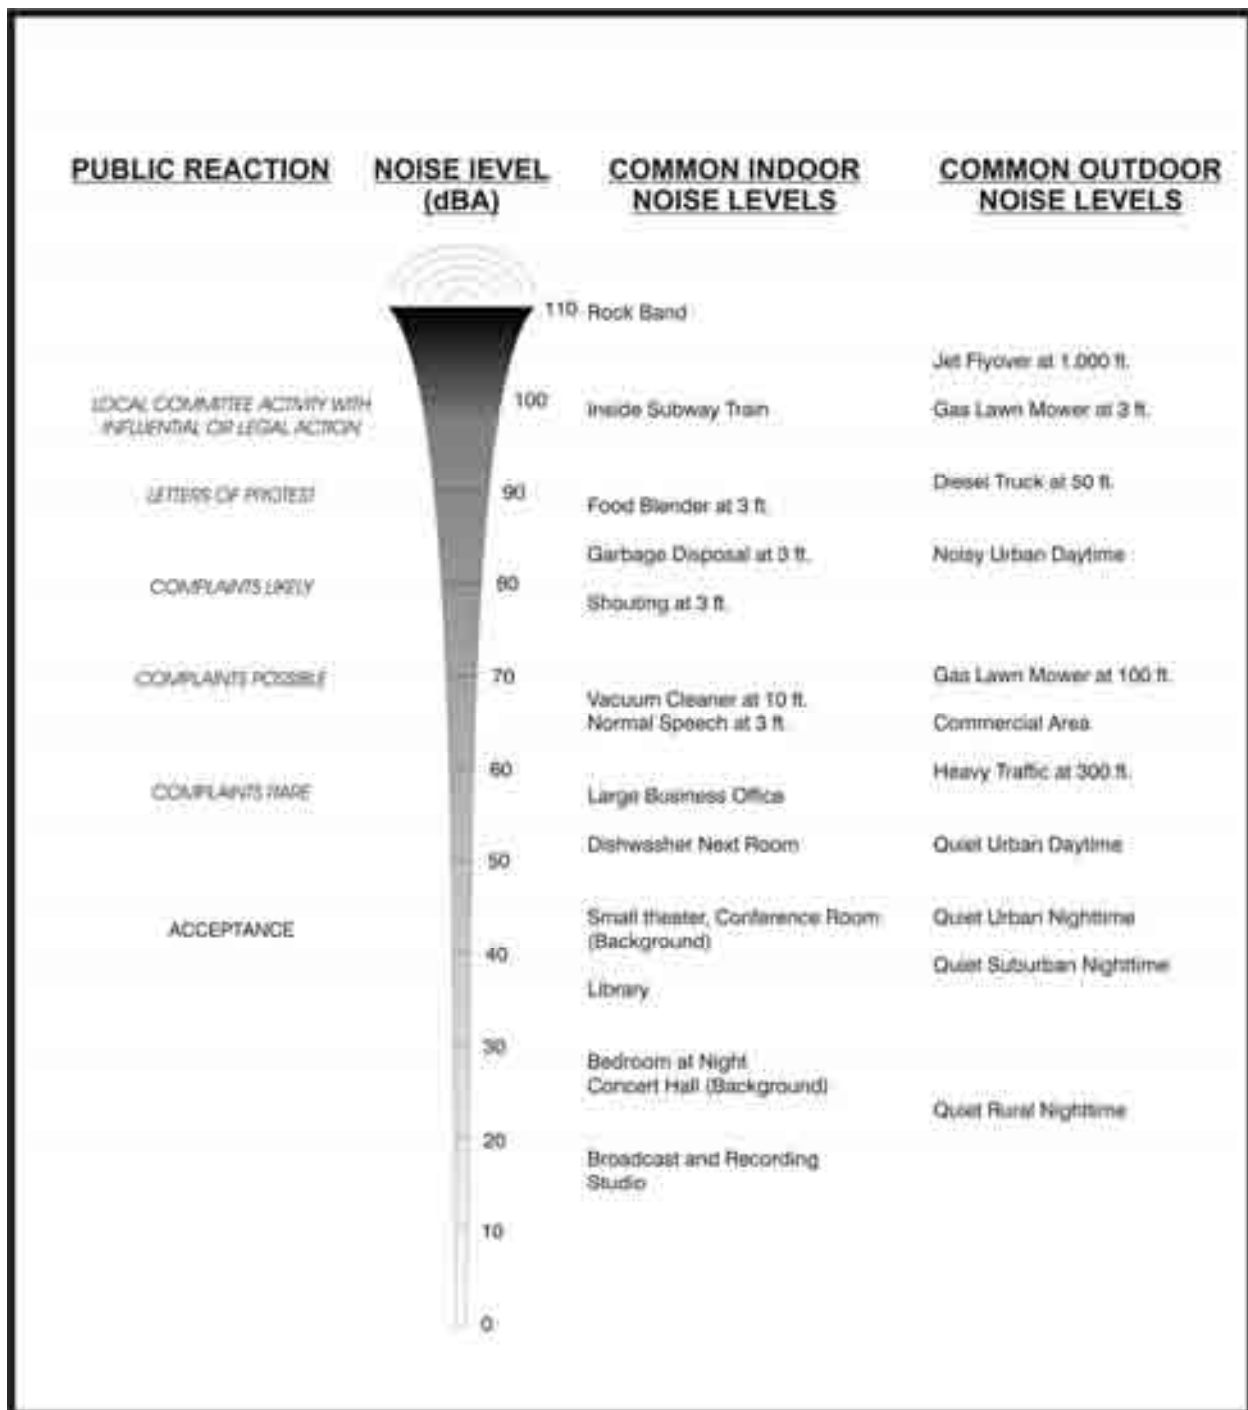 PUBLIC REACTION
NOISE lEVEL
(dBA)
COMMON INDOOR
NOISE LEVELS
COMMON OUTDOOR
NOISE LEVELS
110
Rock Band
Jet Flyover at 1,000 ft.
LOCAL COMMITTEE ACTIVITY WITH
INFLUENTIAL OR LEGAL ACTION
100
Inside Subway Train
Gas Lawn Mower at 3 ft.
LETTERS OF PROTEST
90
Diesel Truck at 50 ft.
Food Blender at 3 ft.
Garbage Disposal at 3 ft.
Noisy Urban Daytime
COMPLAINTS LIKELY
80
Shouting at 3 ft.
COMPLAINTS POSSIBLE
70
Gas Lawn Mower at 100 ft.
Vacuum Cleaner at 10 ft.
Normal Speech at 3 ft.
Commercial Area
60
Heavy Traffic at 300 ft.
COMPLAINTS RARE
Large Business Office
Dishwasher Next Room
Quiet Urban Daytime
50
ACCEPTANCE
Small theater, Conference Room
(Background)
Quiet Urban Nighttime
40
Quiet Suburban Nighttime
Library
30
Bedroom at Night
Concert Hall (Background)
Quiet Rural Nighttime
20
Broadcast and Recording
Studio
10
0